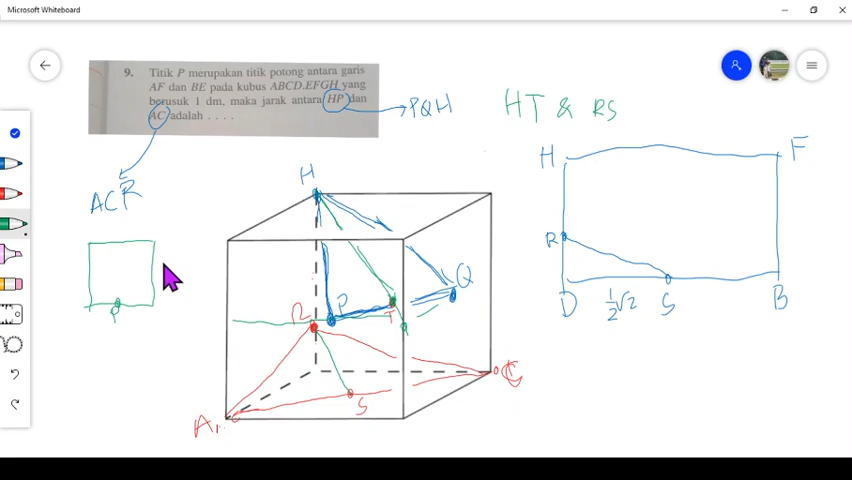 Microsoft Whiteboard
9. Titik P merupakan titik potong antara garis
AF dan BE pada kubus ABCD.EFGH yang
berusuk 1 dm, maka jarak antara HP dan
AC adalah . . . .
PQH
ACR
HT & RS
H
F
R
D
1/2√2
S
B
H
Q
P
T
R
S
A
C
P